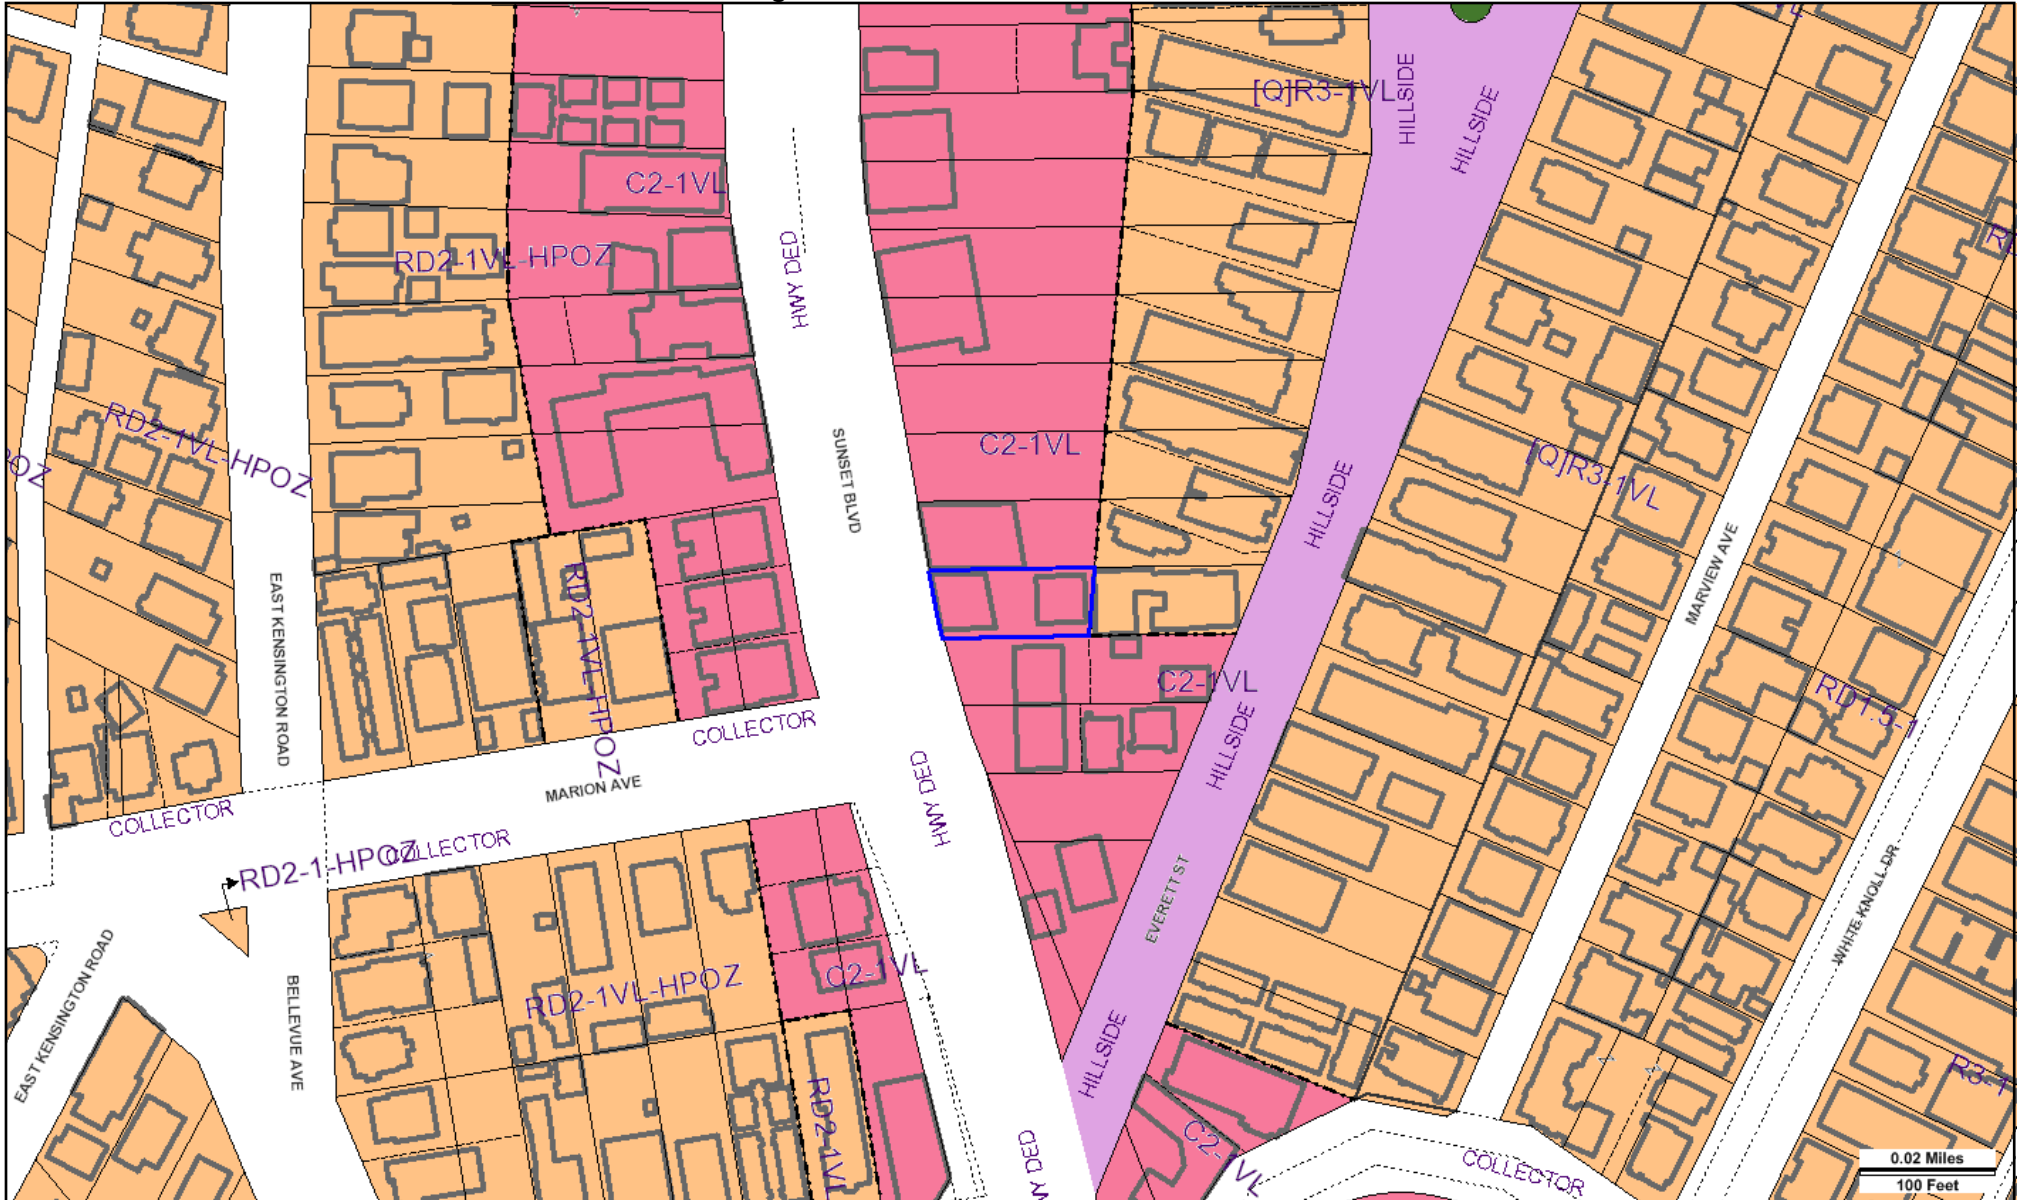 [Q]R3-1VL
HILLSIDE
HILLSIDE
C2-1VL
RD2-1VL-HPOZ
HWY DED
RD2-1VL-HPOZ
SUNSET BLVD
C2-1VL
[Q]R3-1VL
HILLSIDE
RD2-1VL-HPOZ
MARVIEW AVE
EAST KENSINGTON ROAD
C2-1VL
RD1.5-1
HILLSIDE
COLLECTOR
MARION AVE
HWY DED
COLLECTOR
COLLECTOR
RD2-1-HPOZ
EVERETT ST
WHITE KNOLL DR
EAST KENSINGTON ROAD
BELLEVUE AVE
RD2-1VL-HPOZ
C2-1VL
HILLSIDE
R3-1
RD2-1VL
C2-1VL
COLLECTOR
0.02 Miles
100 Feet